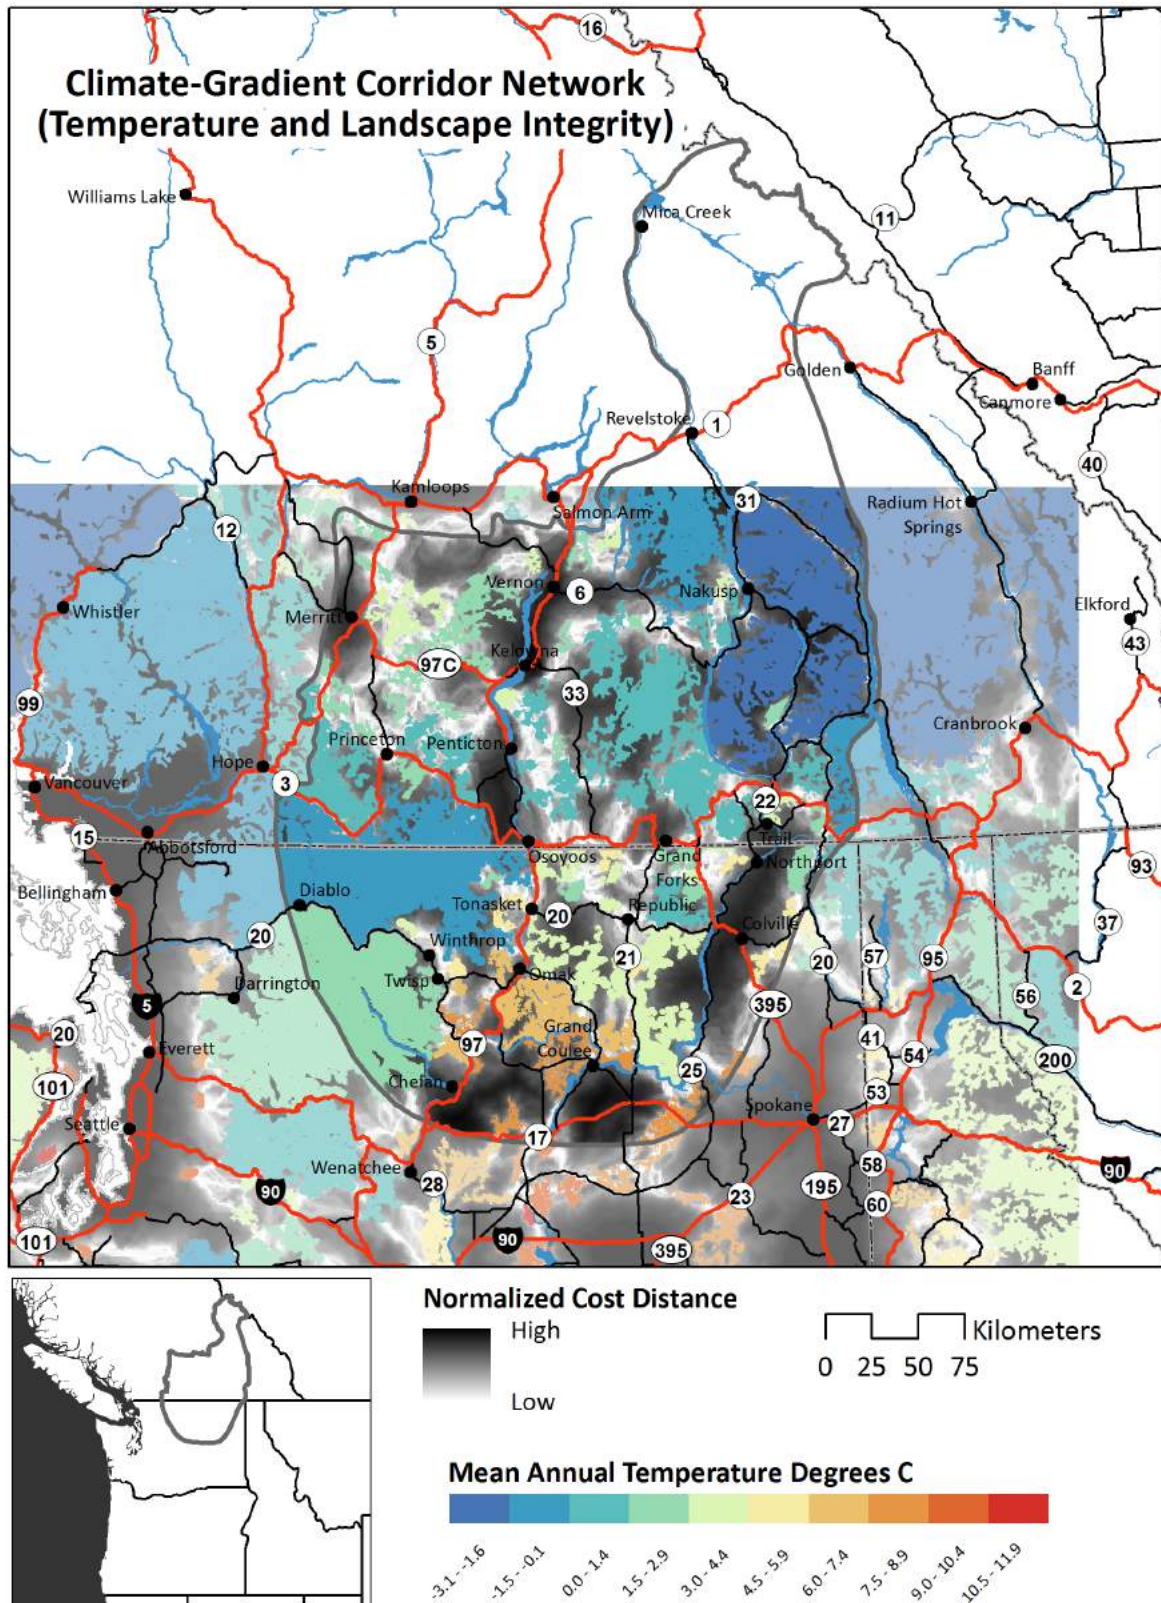 16
Climate-Gradient Corridor Network
(Temperature and Landscape Integrity)
Williams Lake
Mica Creek
11
5
Golden
Banff
Canmore
Revelstoke
1
40
Kamloops
Salmon Arm
31
Radium Hot
Springs
12
Vernon
6
Nakusp
Whistler
Merritt
Elkford
43
Kelowna
97C
33
99
Cranbrook
Princeton
Penticton
Hope
3
Vancouver
22
15
Abbotsford
Osoyoos
Grand
Forks
Trail
Northport
93
Bellingham
Diablo
Tonasket
20
Republic
37
20
Winthrop
Colville
21
20
57
95
Twisp
Omak
Darrington
5
395
56
2
20
Everett
97
Grand
Coulee
41
54
200
101
Chelan
25
53
Seattle
Spokane
27
17
Wenatchee
28
58
90
90
23
195
60
101
90
395
Normalized Cost Distance
High
Low
Kilometers
0 25 50 75
Mean Annual Temperature Degrees C
-3.1 - -1.6
-1.5 - -0.1
0.0 - 1.4
1.5 - 2.9
3.0 - 4.4
4.5 - 5.9
6.0 - 7.4
7.5 - 8.9
9.0 - 10.4
10.5 - 11.9